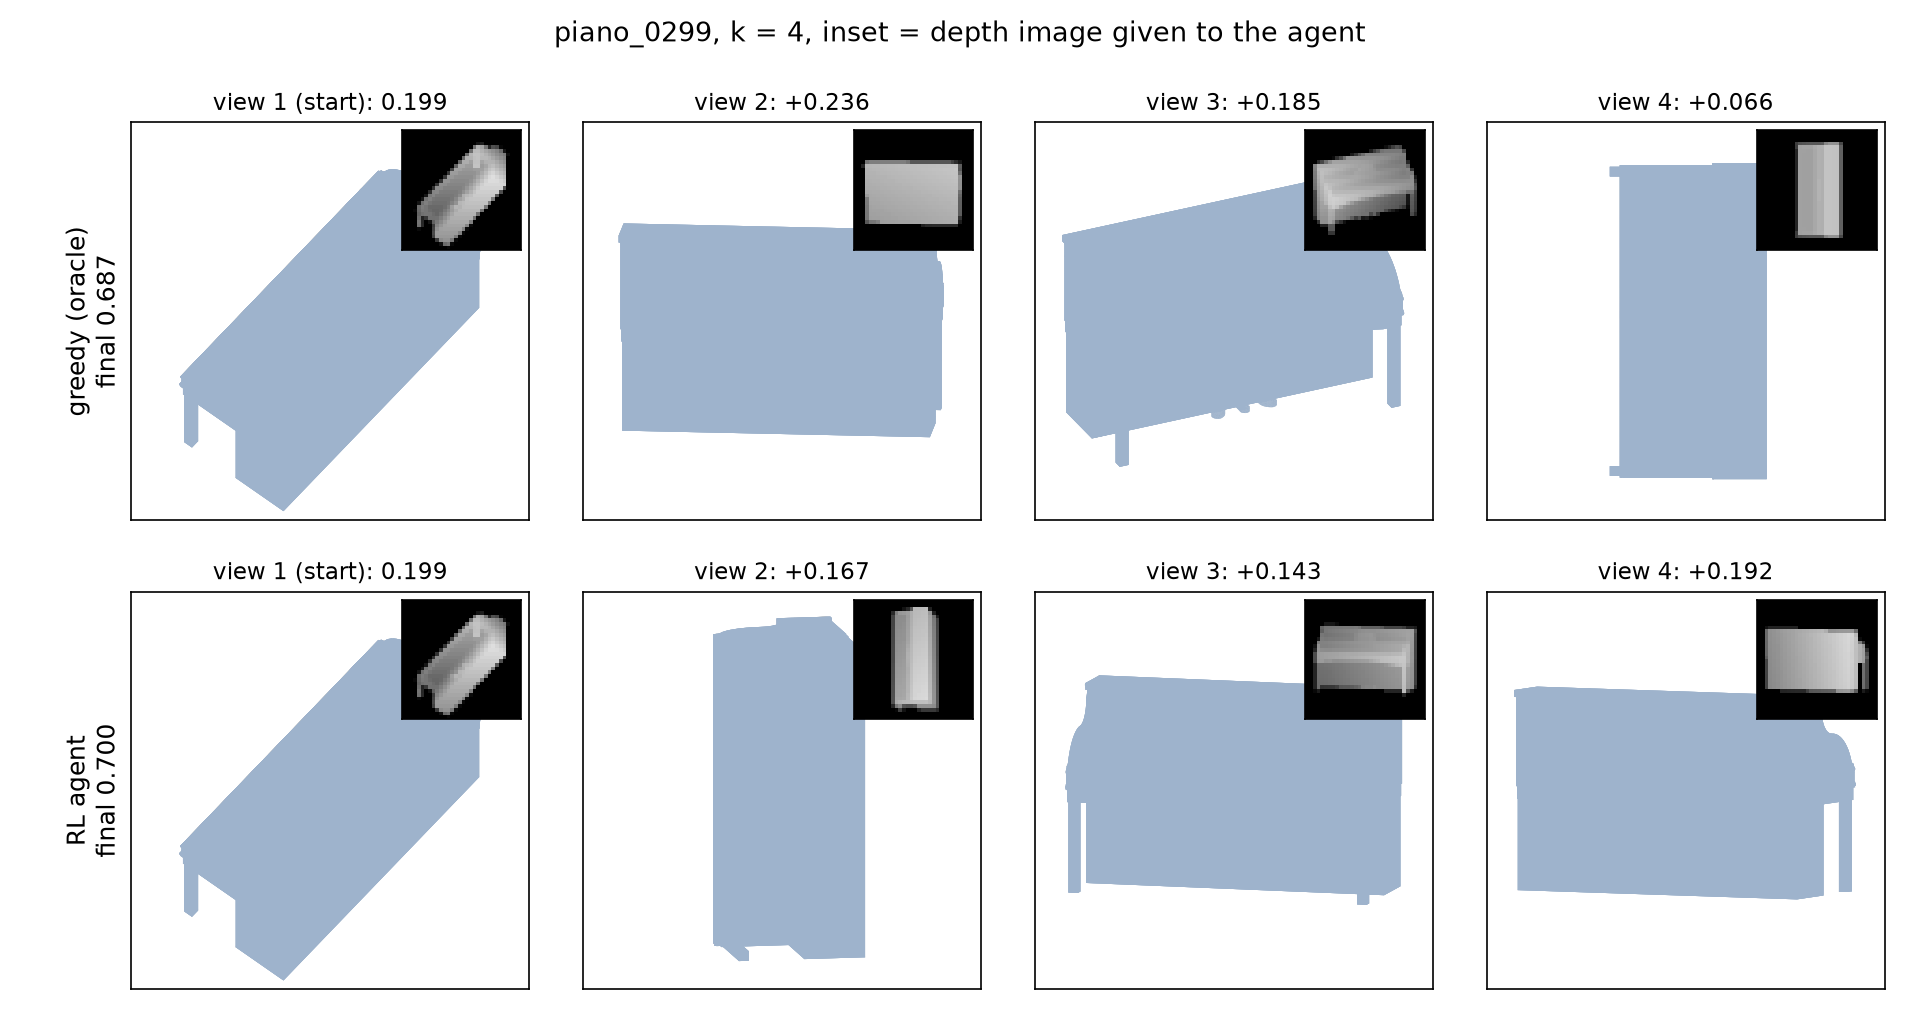 piano_0299, k = 4, inset = depth image given to the agent
greedy (oracle)
final 0.687
view 1 (start): 0.199
view 2: +0.236
view 3: +0.185
view 4: +0.066
RL agent
final 0.700
view 1 (start): 0.199
view 2: +0.167
view 3: +0.143
view 4: +0.192